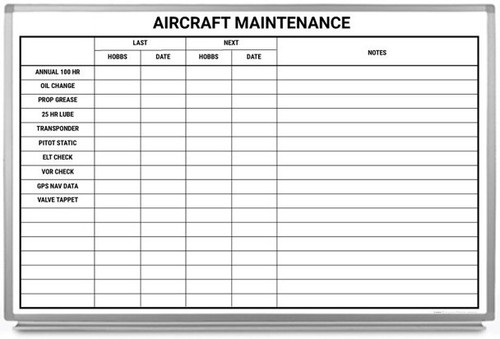 AIRCRAFT MAINTENANCE
LAST NEXT NOTES
HOBBS DATE HOBBS DATE
ANNUAL 100 HR
OIL CHANGE
PROP GREASE
25 HR LUBE
TRANSPONDER
PITOT STATIC
ELT CHECK
VOR CHECK
GPS NAV DATA
VALVE TAPPET